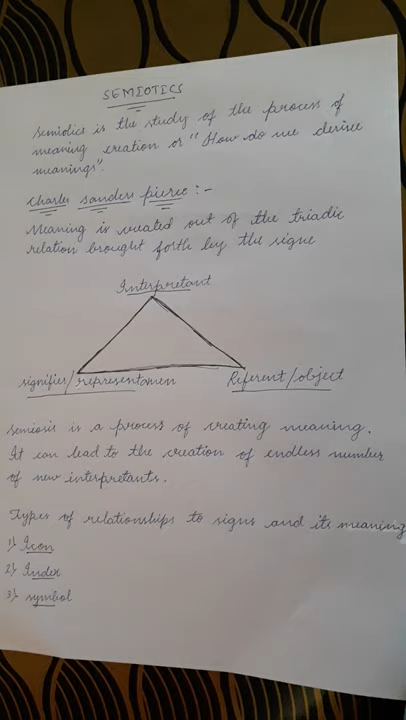 SEMIOTICS
Semiotics is the study of the process of
meaning creation or "How do we derive
meanings".
Charles sanders pierce :-
Meaning is created out of the triadic
relation brought forth by the signe
Interpretant
signifier/representamen
Referent/object
Semiosis is a process of creating meaning.
It can lead to the creation of endless number
of new interpretants.
Types of relationships to signs and its meaning
1) Icon
2) Index
3) symbol